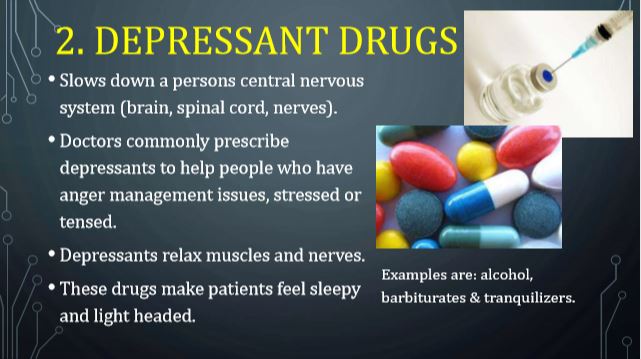 2. DEPRESSANT DRUGS
• Slows down a persons central nervous
system (brain, spinal cord, nerves).
• Doctors commonly prescribe
depressants to help people who have
anger management issues, stressed or
tensed.
• Depressants relax muscles and nerves.
• These drugs make patients feel sleepy
and light headed.
Examples are: alcohol,
barbiturates & tranquilizers.